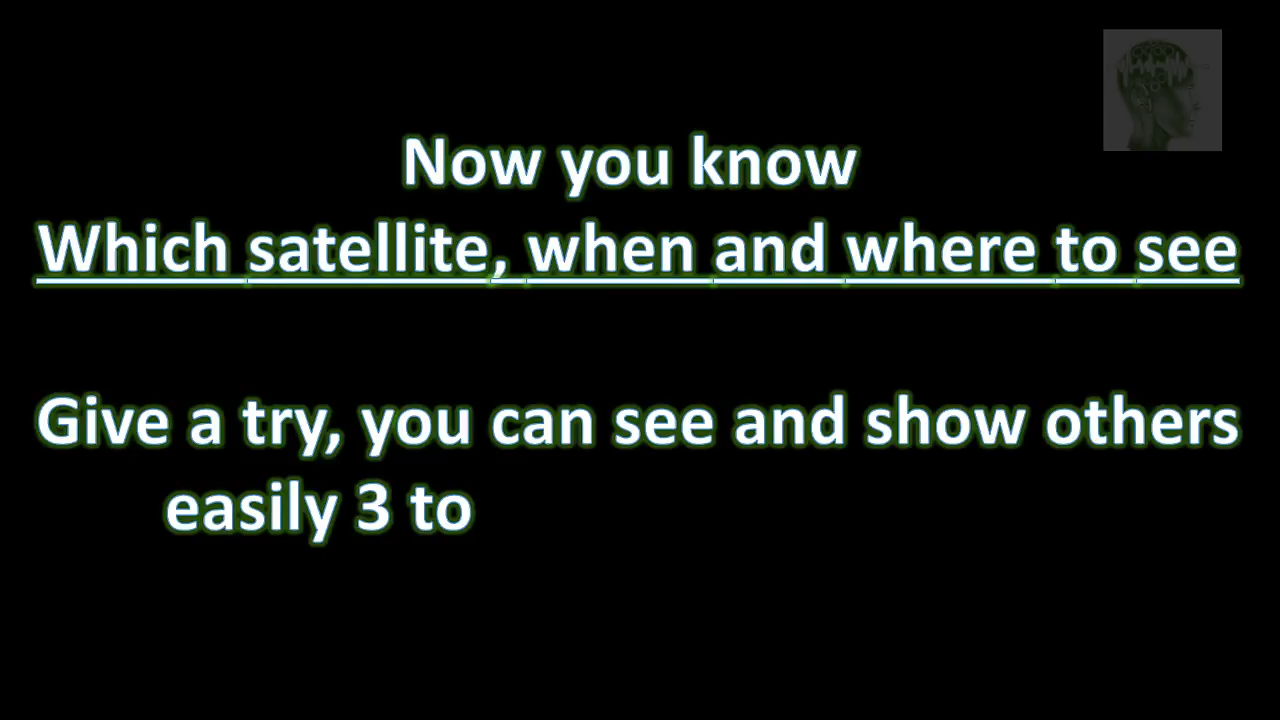 Now you know
Which satellite, when and where to see
Give a try, you can see and show others
easily 3 to